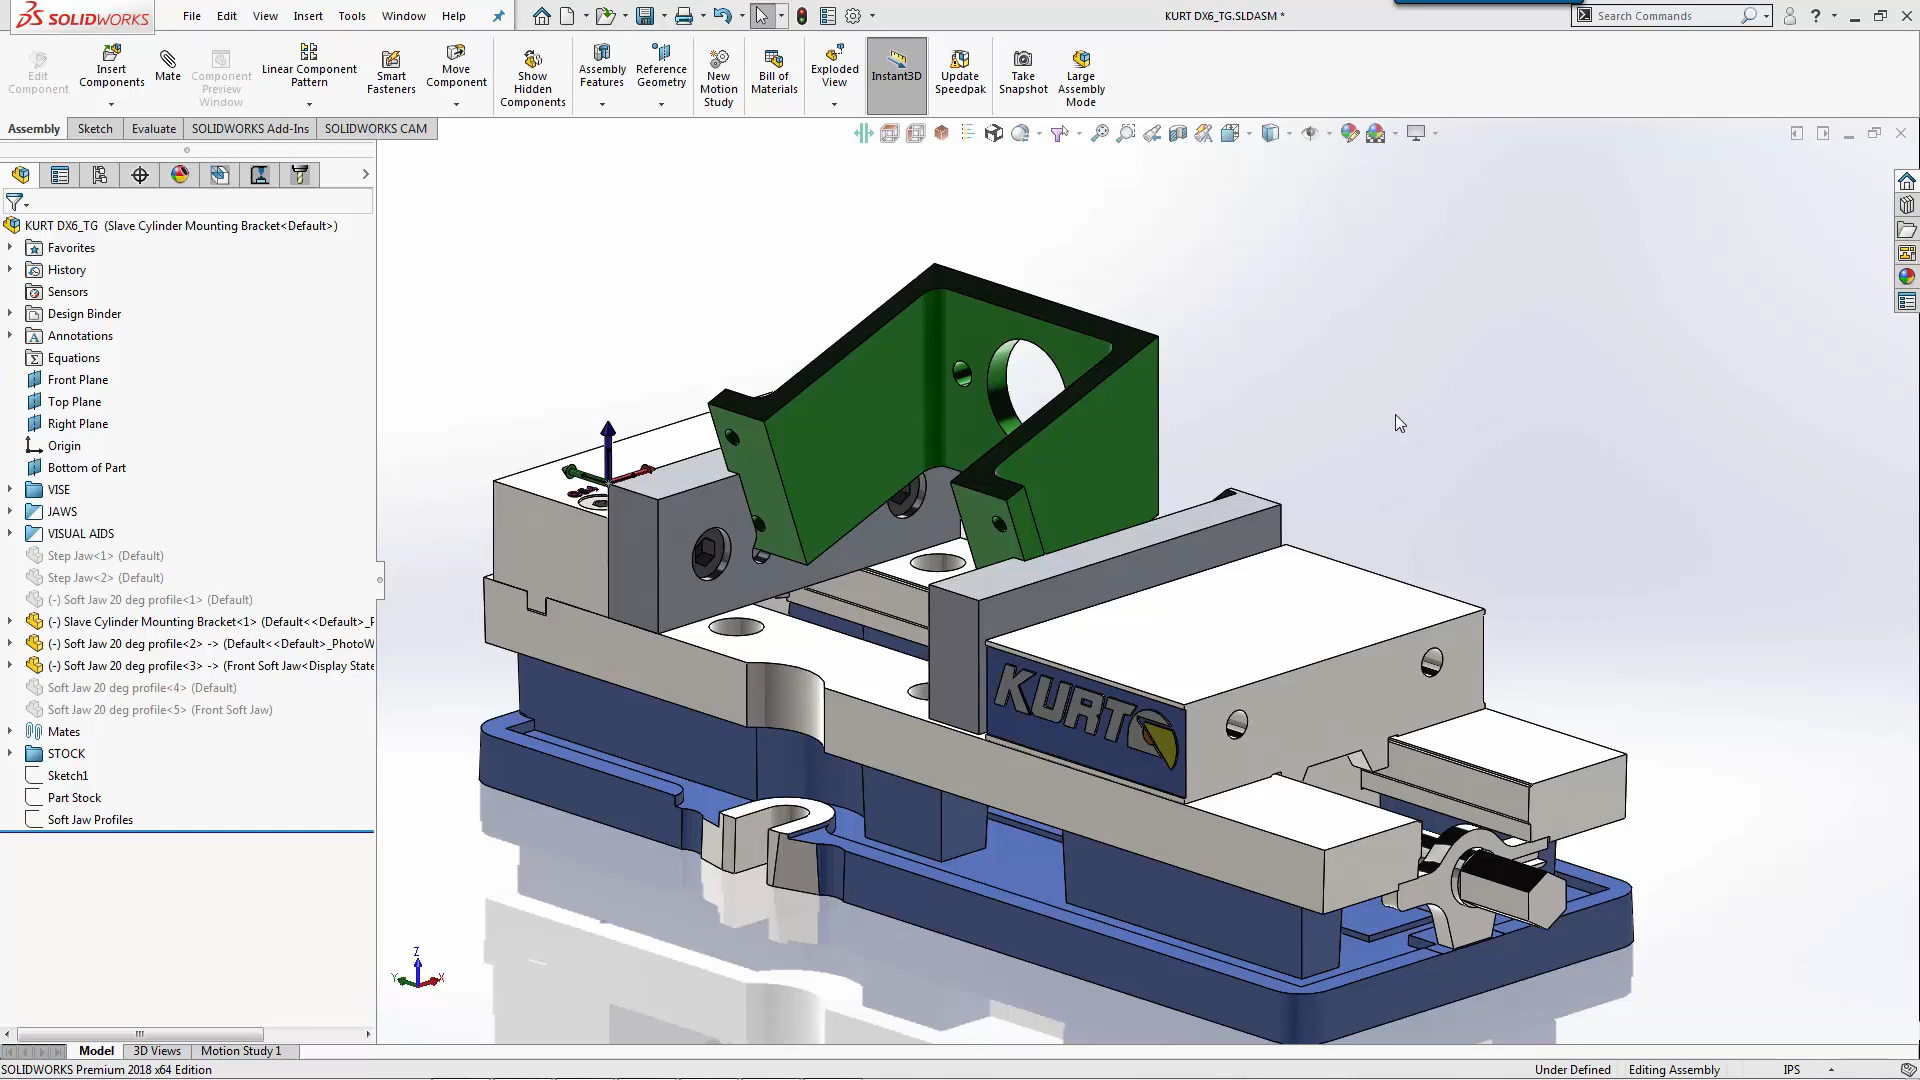 SOLIDWORKS
File Edit View Insert Tools Window Help
KURT DX6_TG.SLDASM *
Search Commands
Edit Component
Insert Components
Mate
Component Preview Window
Linear Component Pattern
Smart Fasteners
Move Component
Show Hidden Components
Assembly Features
Reference Geometry
New Motion Study
Bill of Materials
Exploded View
Instant3D
Update Speedpak
Take Snapshot
Large Assembly Mode
Assembly Sketch Evaluate SOLIDWORKS Add-Ins SOLIDWORKS CAM
KURT DX6_TG (Slave Cylinder Mounting Bracket<Default>)
Favorites
History
Sensors
Design Binder
Annotations
Equations
Front Plane
Top Plane
Right Plane
Origin
Bottom of Part
VISE
JAWS
VISUAL AIDS
Step Jaw<1> (Default)
Step Jaw<2> (Default)
(-) Soft Jaw 20 deg profile<1> (Default)
(-) Slave Cylinder Mounting Bracket<1> (Default<<Default>_F
(-) Soft Jaw 20 deg profile<2> -> (Default<<Default>_PhotoW
(-) Soft Jaw 20 deg profile<3> -> (Front Soft Jaw<Display State
Soft Jaw 20 deg profile<4> (Default)
Soft Jaw 20 deg profile<5> (Front Soft Jaw)
Mates
STOCK
Sketch1
Part Stock
Soft Jaw Profiles
KURT
Z
Y X
Model 3D Views Motion Study 1
SOLIDWORKS Premium 2018 x64 Edition
Under Defined Editing Assembly IPS